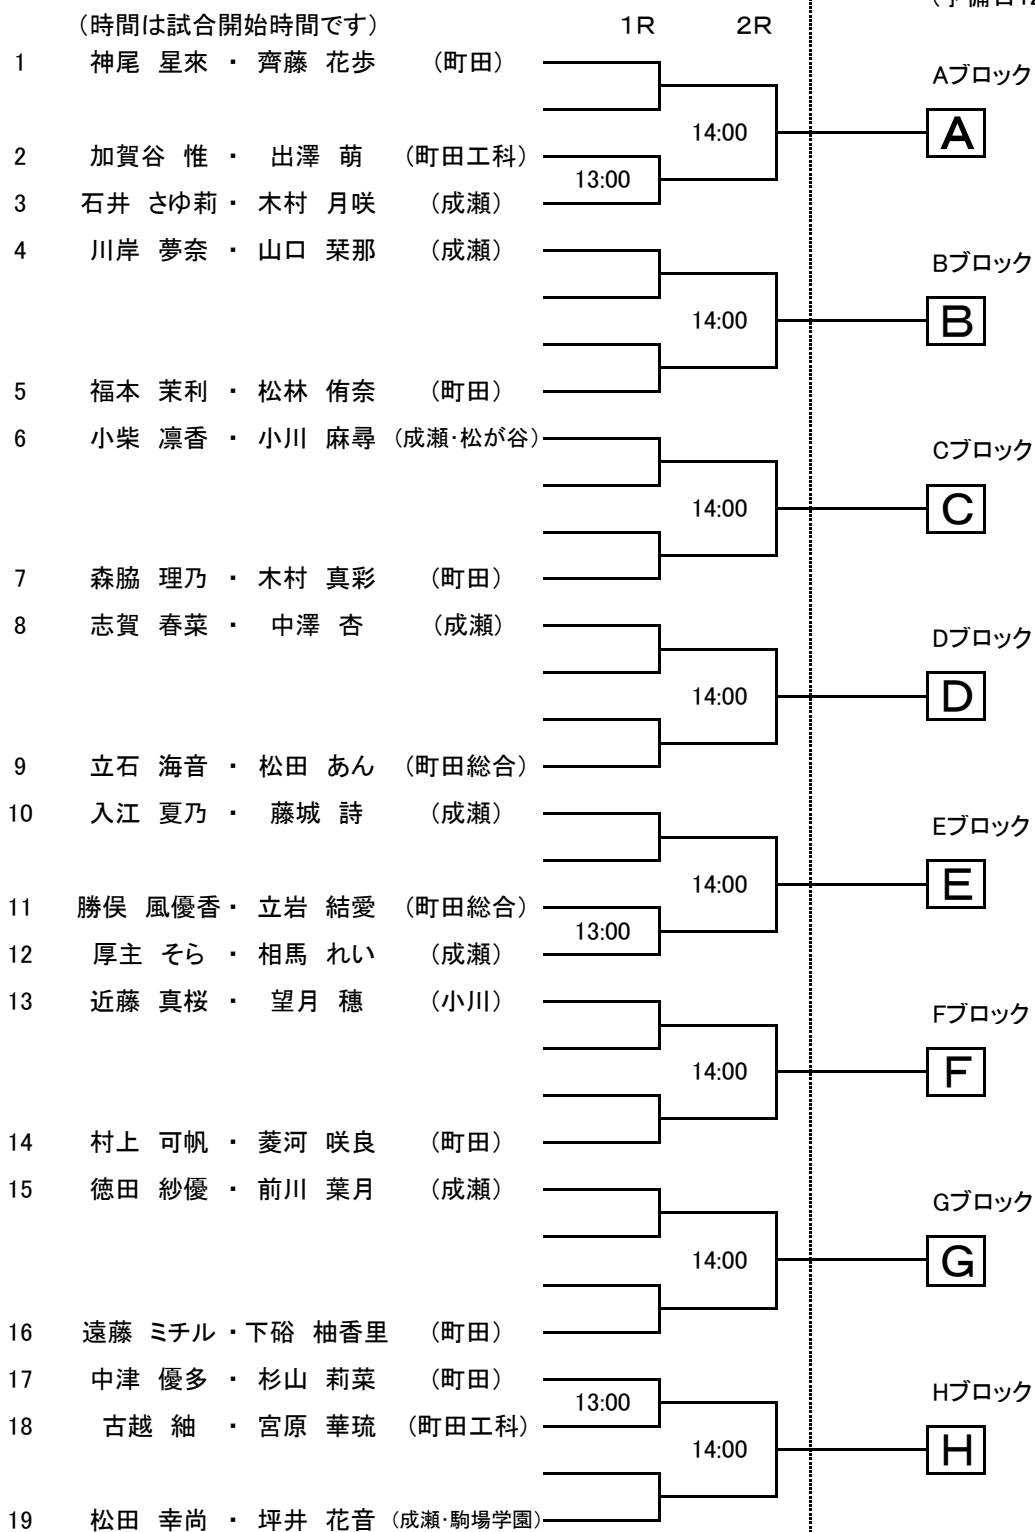 (時間は試合開始時間です) 1R 2R
1 神尾 星來 ・ 齊藤 花歩 (町田)
Aブロック
14:00 A
2 加賀谷 惟 ・ 出澤 萌 (町田工科)
13:00
3 石井 さゆ莉・ 木村 月咲 (成瀬)
4 川岸 夢奈 ・ 山口 栞那 (成瀬)
Bブロック
14:00 B
5 福本 茉利 ・ 松林 侑奈 (町田)
6 小柴 凛香 ・ 小川 麻尋 (成瀬・松が谷)
Cブロック
14:00 C
7 森脇 理乃 ・ 木村 真彩 (町田)
8 志賀 春菜 ・ 中澤 杏 (成瀬)
Dブロック
14:00 D
9 立石 海音 ・ 松田 あん (町田総合)
10 入江 夏乃 ・ 藤城 詩 (成瀬)
Eブロック
14:00 E
11 勝俣 風優香・ 立岩 結愛 (町田総合)
13:00
12 厚主 そら ・ 相馬 れい (成瀬)
13 近藤 真桜 ・ 望月 穂 (小川)
Fブロック
14:00 F
14 村上 可帆 ・ 菱河 咲良 (町田)
15 徳田 紗優 ・ 前川 葉月 (成瀬)
Gブロック
14:00 G
16 遠藤 ミチル ・下硲 柚香里 (町田)
17 中津 優多 ・ 杉山 莉菜 (町田)
13:00 Hブロック
18 古越 紬 ・ 宮原 華琉 (町田工科)
14:00 H
19 松田 幸尚 ・ 坪井 花音 (成瀬・駒場学園)